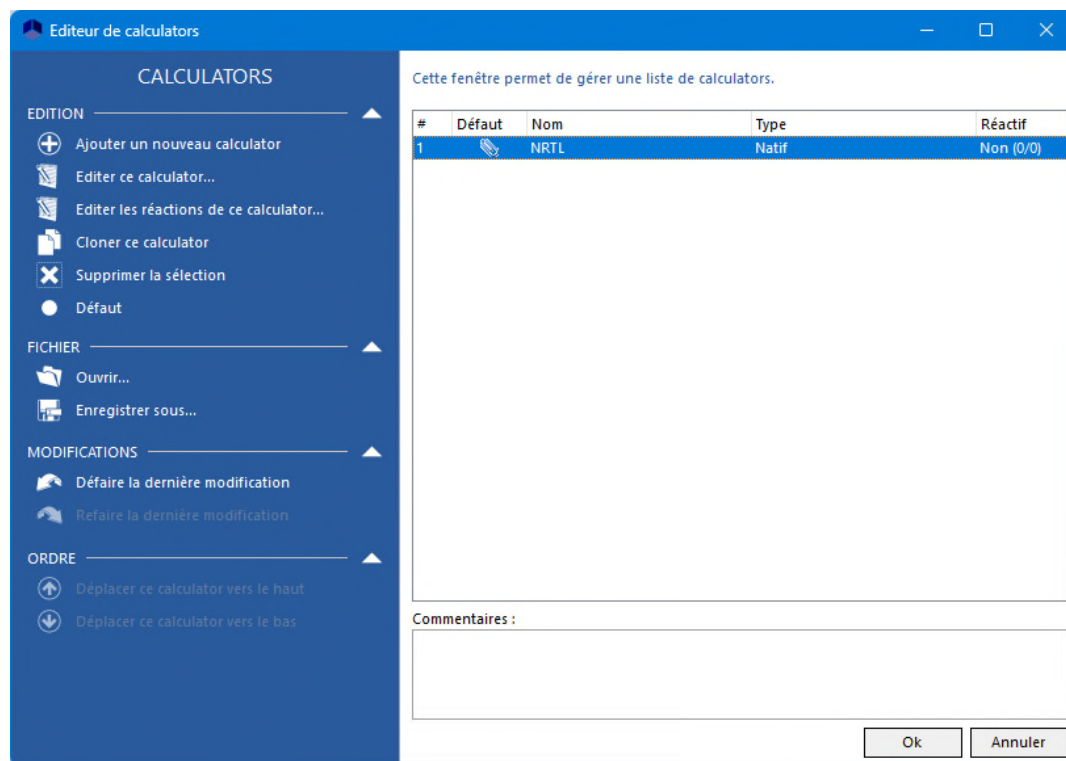 Editeur de calculators
CALCULATORS
EDITION
Ajouter un nouveau calculator
Editer ce calculator...
Editer les réactions de ce calculator...
Cloner ce calculator
Supprimer la sélection
Défaut
FICHIER
Ouvrir...
Enregistrer sous...
MODIFICATIONS
Défaire la dernière modification
Refaire la dernière modification
ORDRE
Déplacer ce calculator vers le haut
Déplacer ce calculator vers le bas
Cette fenêtre permet de gérer une liste de calculators.
# Défaut Nom Type Réactif
1 NRTL Natif Non (0/0)
Commentaires :
Ok Annuler